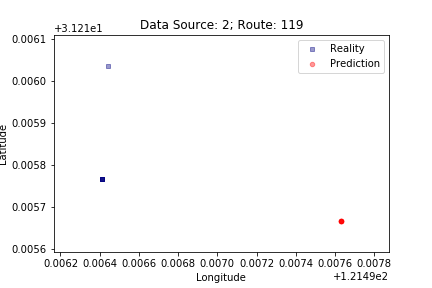 Data Source: 2; Route: 119
+3.121e1
0.0061
0.0060
0.0059
0.0058
0.0057
0.0056
Latitude
Reality
Prediction
0.0062 0.0064 0.0066 0.0068 0.0070 0.0072 0.0074 0.0076 0.0078
Longitude
+1.2149e2